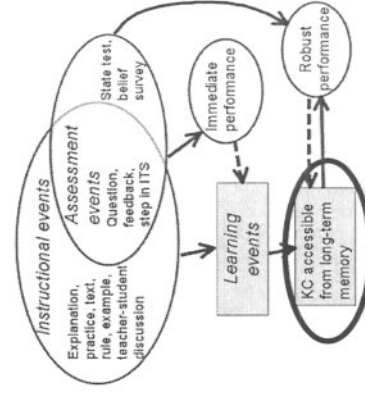 Instructional events
Explanation,
practice, text,
rule, example,
teacher-student
discussion
Assessment
events
Question,
feedback,
step in ITS
State test,
belief
survey
Learning
events
Immediate
performance
KC accessible
from long-term
memory
Robust
performance